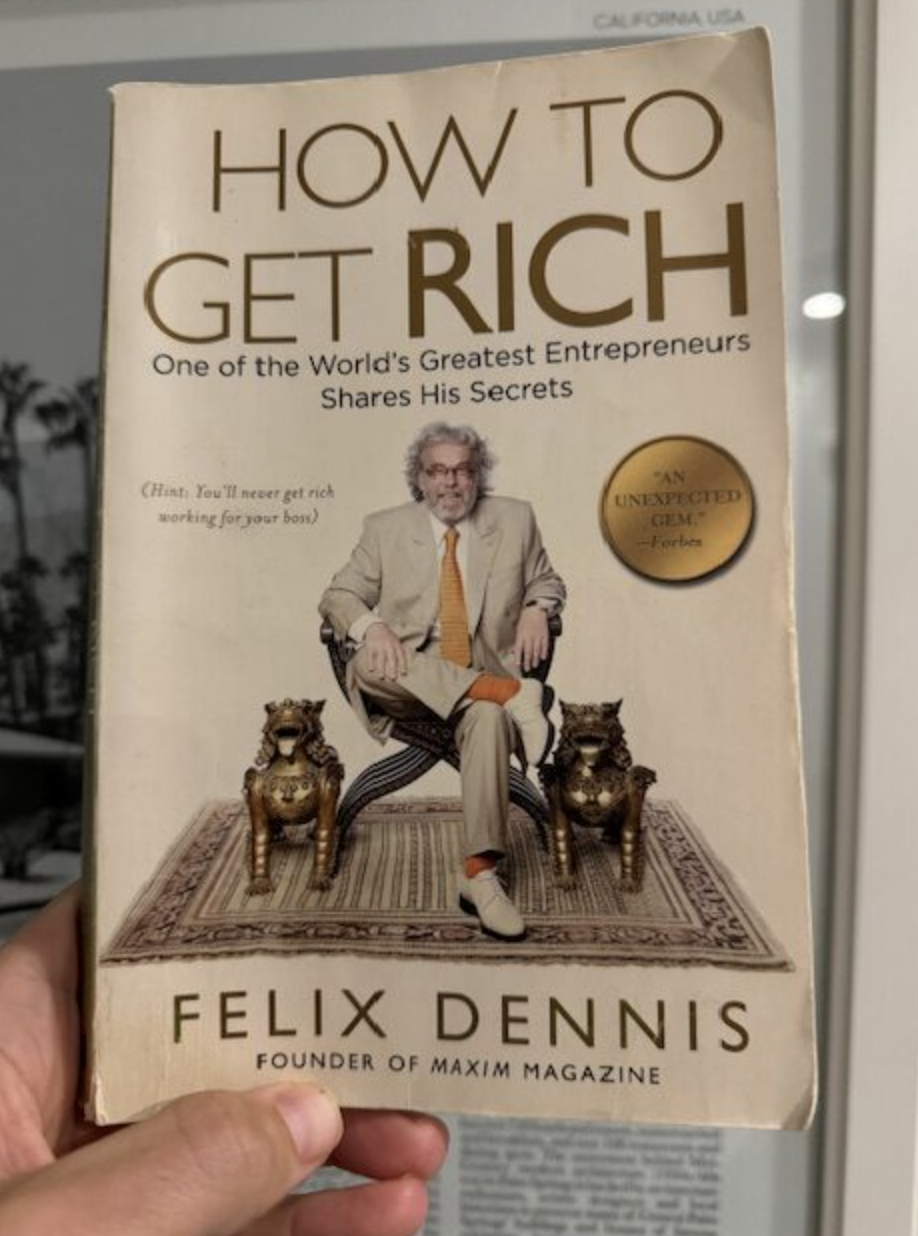 CALIFORNIA, USA
HOW TO
GET RICH
One of the World's Greatest Entrepreneurs
Shares His Secrets
(Hint: You'll never get rich
working for your boss)
"AN
UNEXPECTED
GEM."
—Forbes
FELIX DENNIS
FOUNDER OF MAXIM MAGAZINE